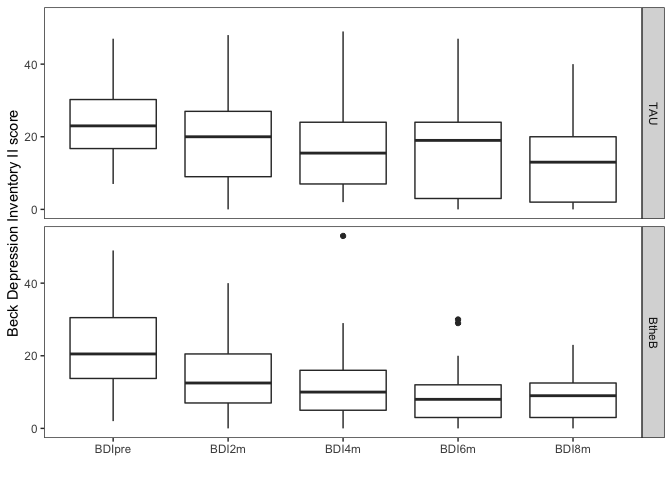 Beck Depression Inventory II score
40
20
0
TAU
40
20
0
BtheB
BDIpre BDI2m BDI4m BDI6m BDI8m